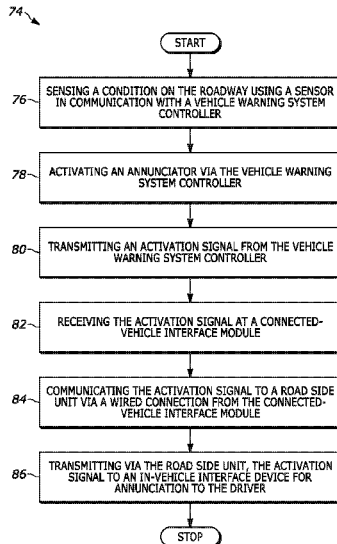 74
START
76
SENSING A CONDITION ON THE ROADWAY USING A SENSOR
IN COMMUNICATION WITH A VEHICLE WARNING SYSTEM
CONTROLLER
78
ACTIVATING AN ANNUNCIATOR VIA THE VEHICLE WARNING
SYSTEM CONTROLLER
80
TRANSMITTING AN ACTIVATION SIGNAL FROM THE VEHICLE
WARNING SYSTEM CONTROLLER
82
RECEIVING THE ACTIVATION SIGNAL AT A CONNECTED-
VEHICLE INTERFACE MODULE
84
COMMUNICATING THE ACTIVATION SIGNAL TO A ROAD SIDE
UNIT VIA A WIRED CONNECTION FROM THE CONNECTED-
VEHICLE INTERFACE MODULE
86
TRANSMITTING VIA THE ROAD SIDE UNIT, THE ACTIVATION
SIGNAL TO AN IN-VEHICLE INTERFACE DEVICE FOR
ANNUNCIATION TO THE DRIVER
STOP